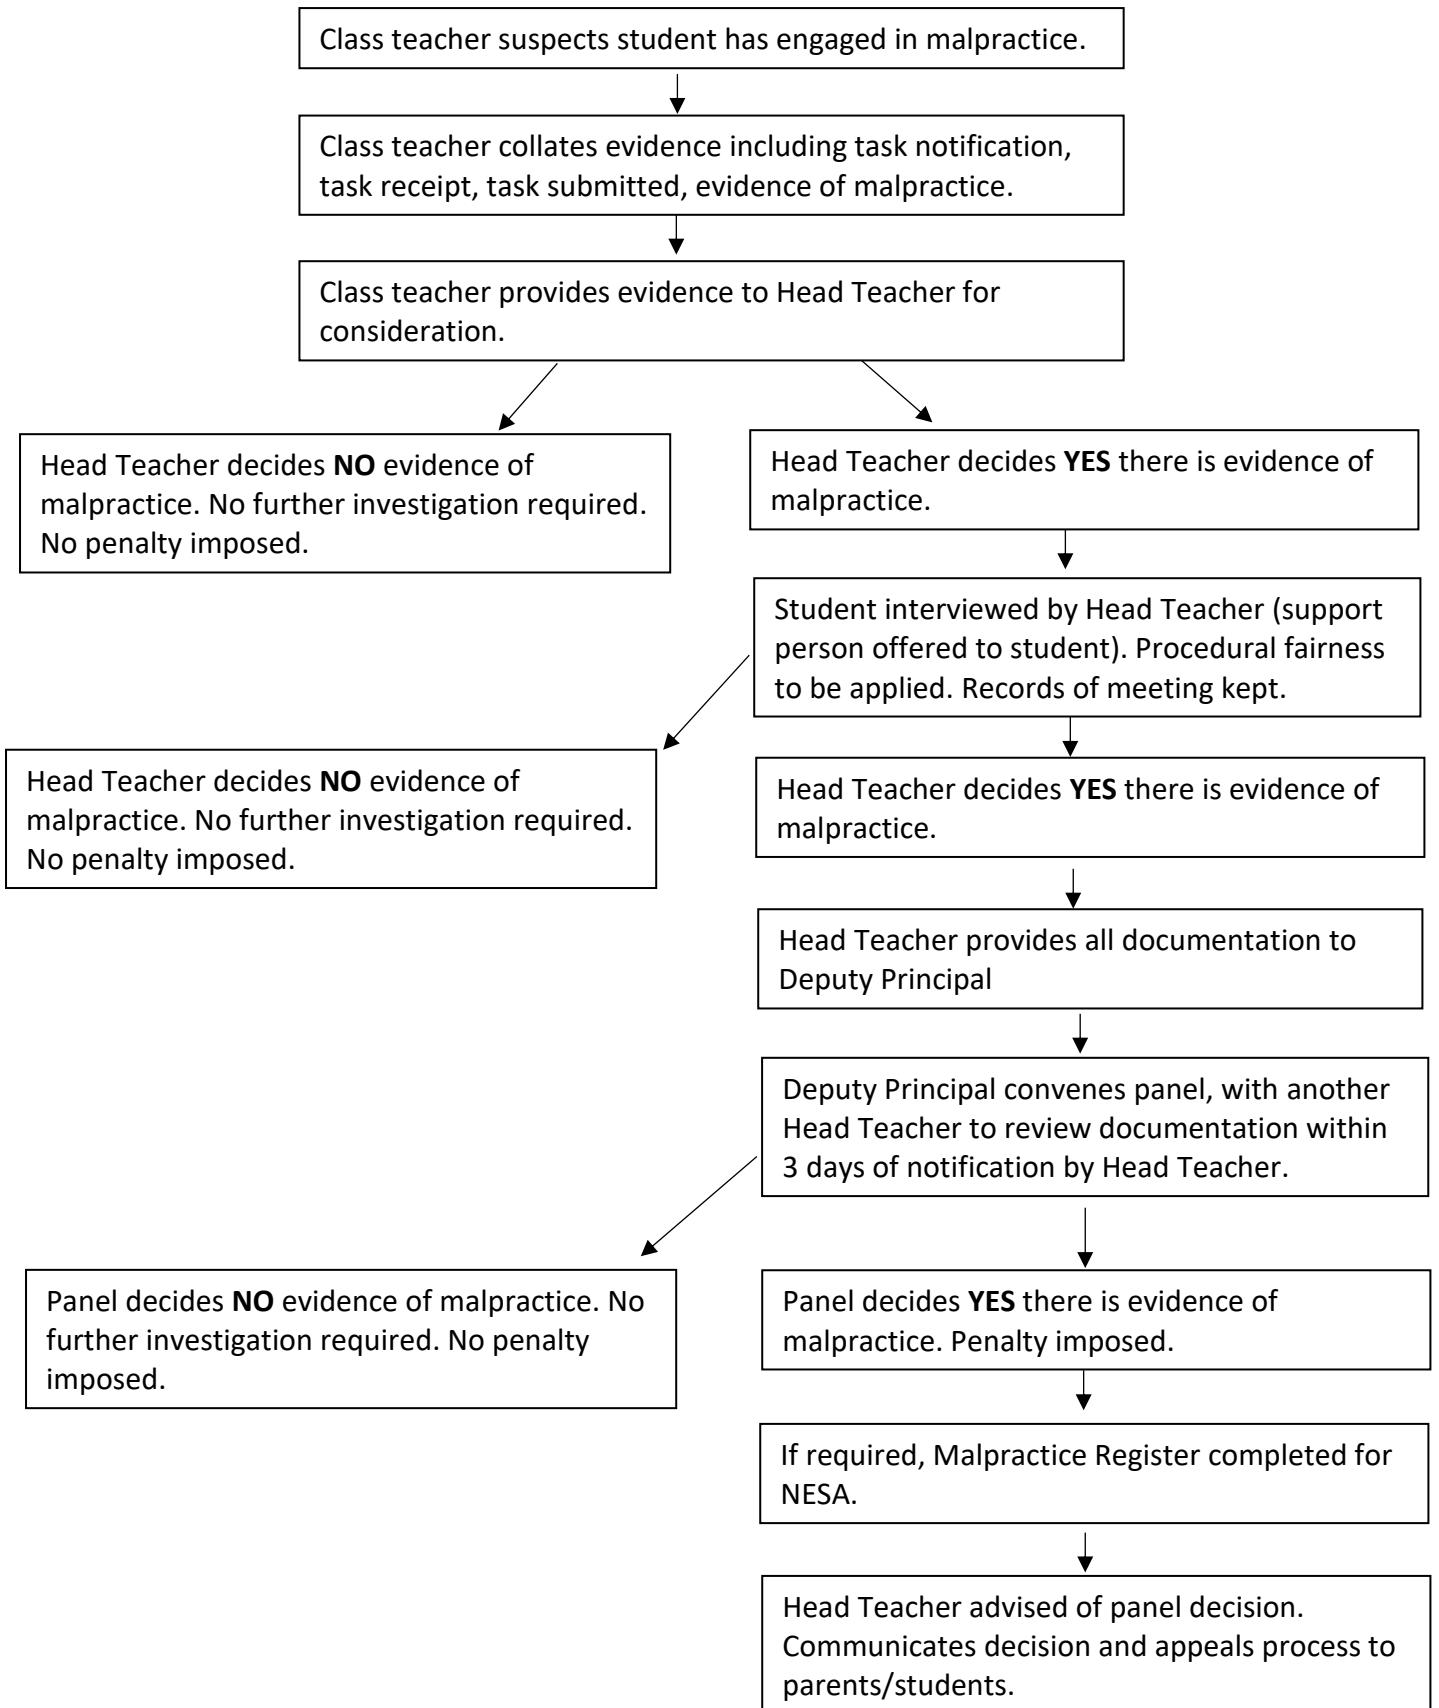 Class teacher suspects student has engaged in malpractice.
Class teacher collates evidence including task notification,
task receipt, task submitted, evidence of malpractice.
Class teacher provides evidence to Head Teacher for
consideration.
Head Teacher decides NO evidence of
malpractice. No further investigation required.
No penalty imposed.
Head Teacher decides YES there is evidence of
malpractice.
Student interviewed by Head Teacher (support
person offered to student). Procedural fairness
to be applied. Records of meeting kept.
Head Teacher decides NO evidence of
malpractice. No further investigation required.
No penalty imposed.
Head Teacher decides YES there is evidence of
malpractice.
Head Teacher provides all documentation to
Deputy Principal
Deputy Principal convenes panel, with another
Head Teacher to review documentation within
3 days of notification by Head Teacher.
Panel decides NO evidence of malpractice. No
further investigation required. No penalty
imposed.
Panel decides YES there is evidence of
malpractice. Penalty imposed.
If required, Malpractice Register completed for
NESA.
Head Teacher advised of panel decision.
Communicates decision and appeals process to
parents/students.